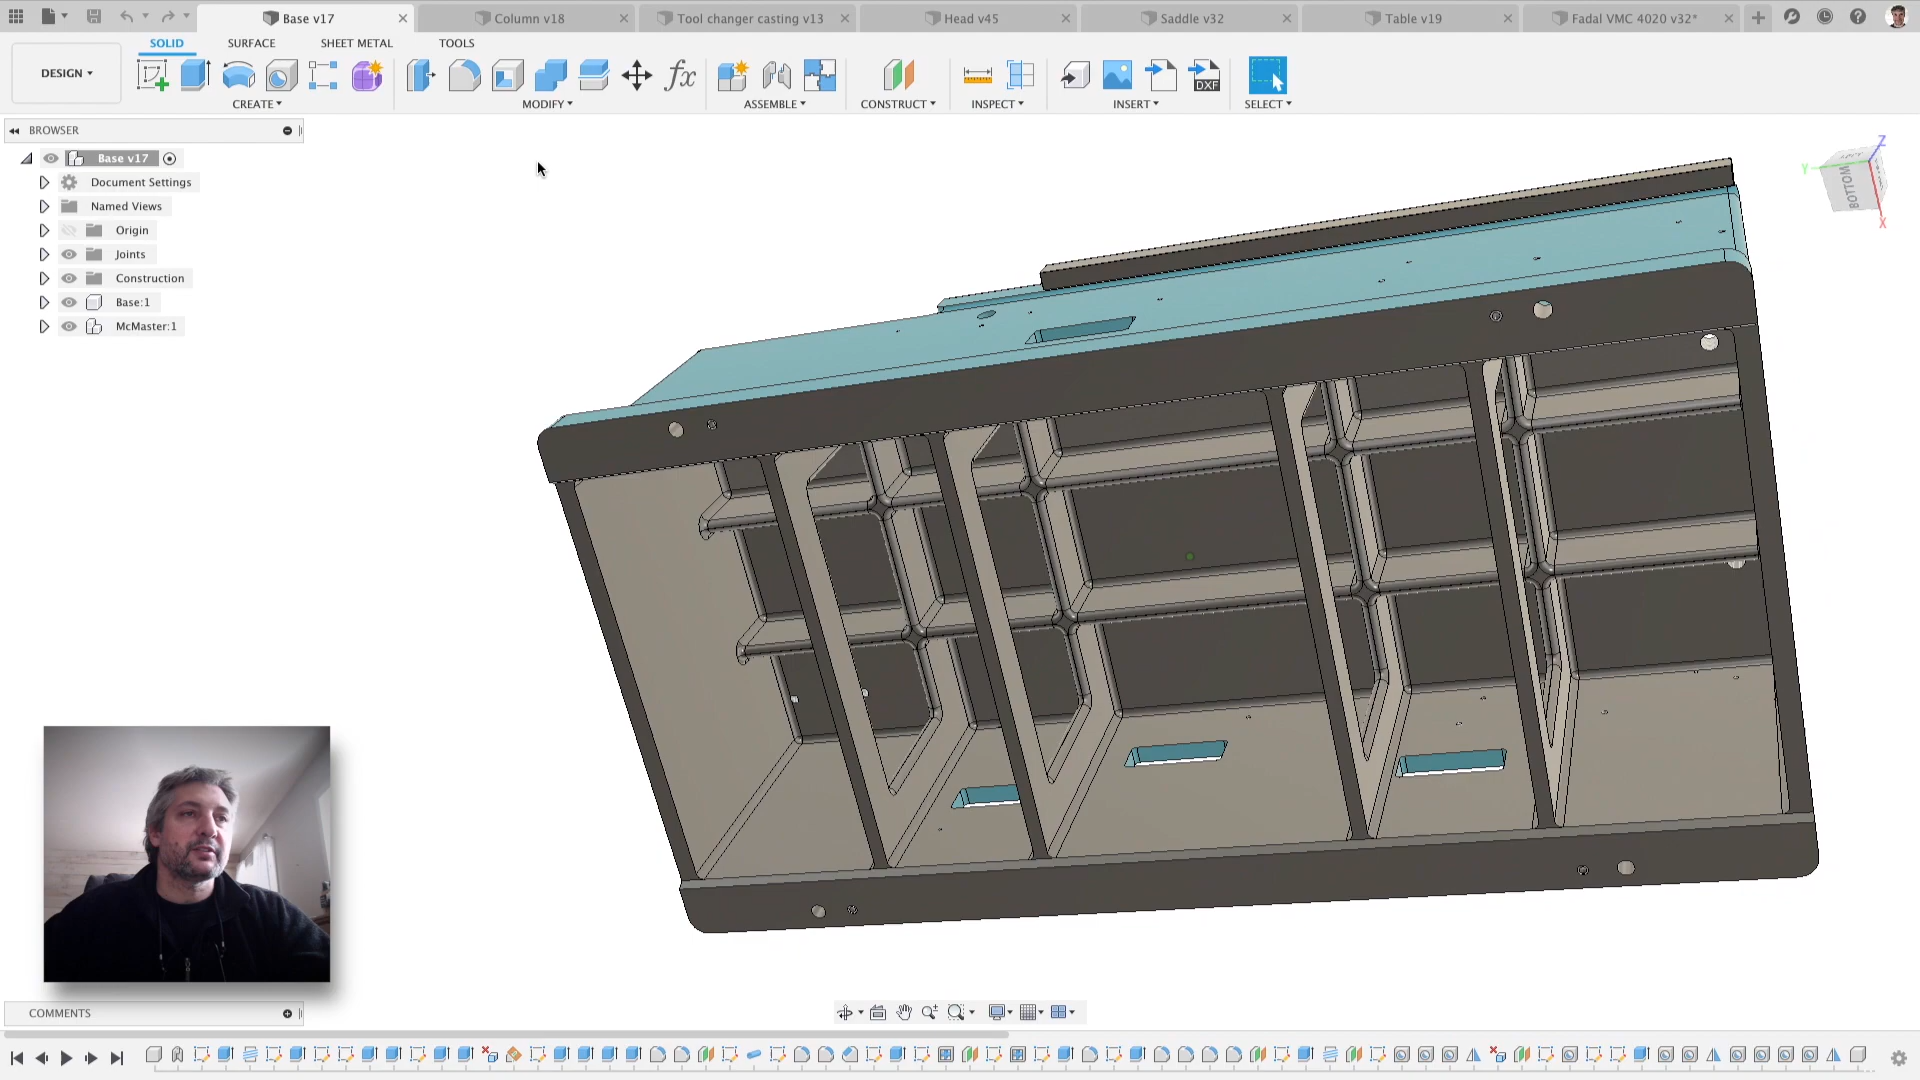 Base v17
Column v18
Tool changer casting v13
Head v45
Saddle v32
Table v19
Fadal VMC 4020 v32*
SOLID
SURFACE
SHEET METAL
TOOLS
DESIGN
CREATE
MODIFY
fx
ASSEMBLE
CONSTRUCT
INSPECT
DXF
INSERT
SELECT
BROWSER
Base v17
Document Settings
Named Views
Origin
Joints
Construction
Base:1
McMaster:1
Z
Y
BOTTOM
X
COMMENTS